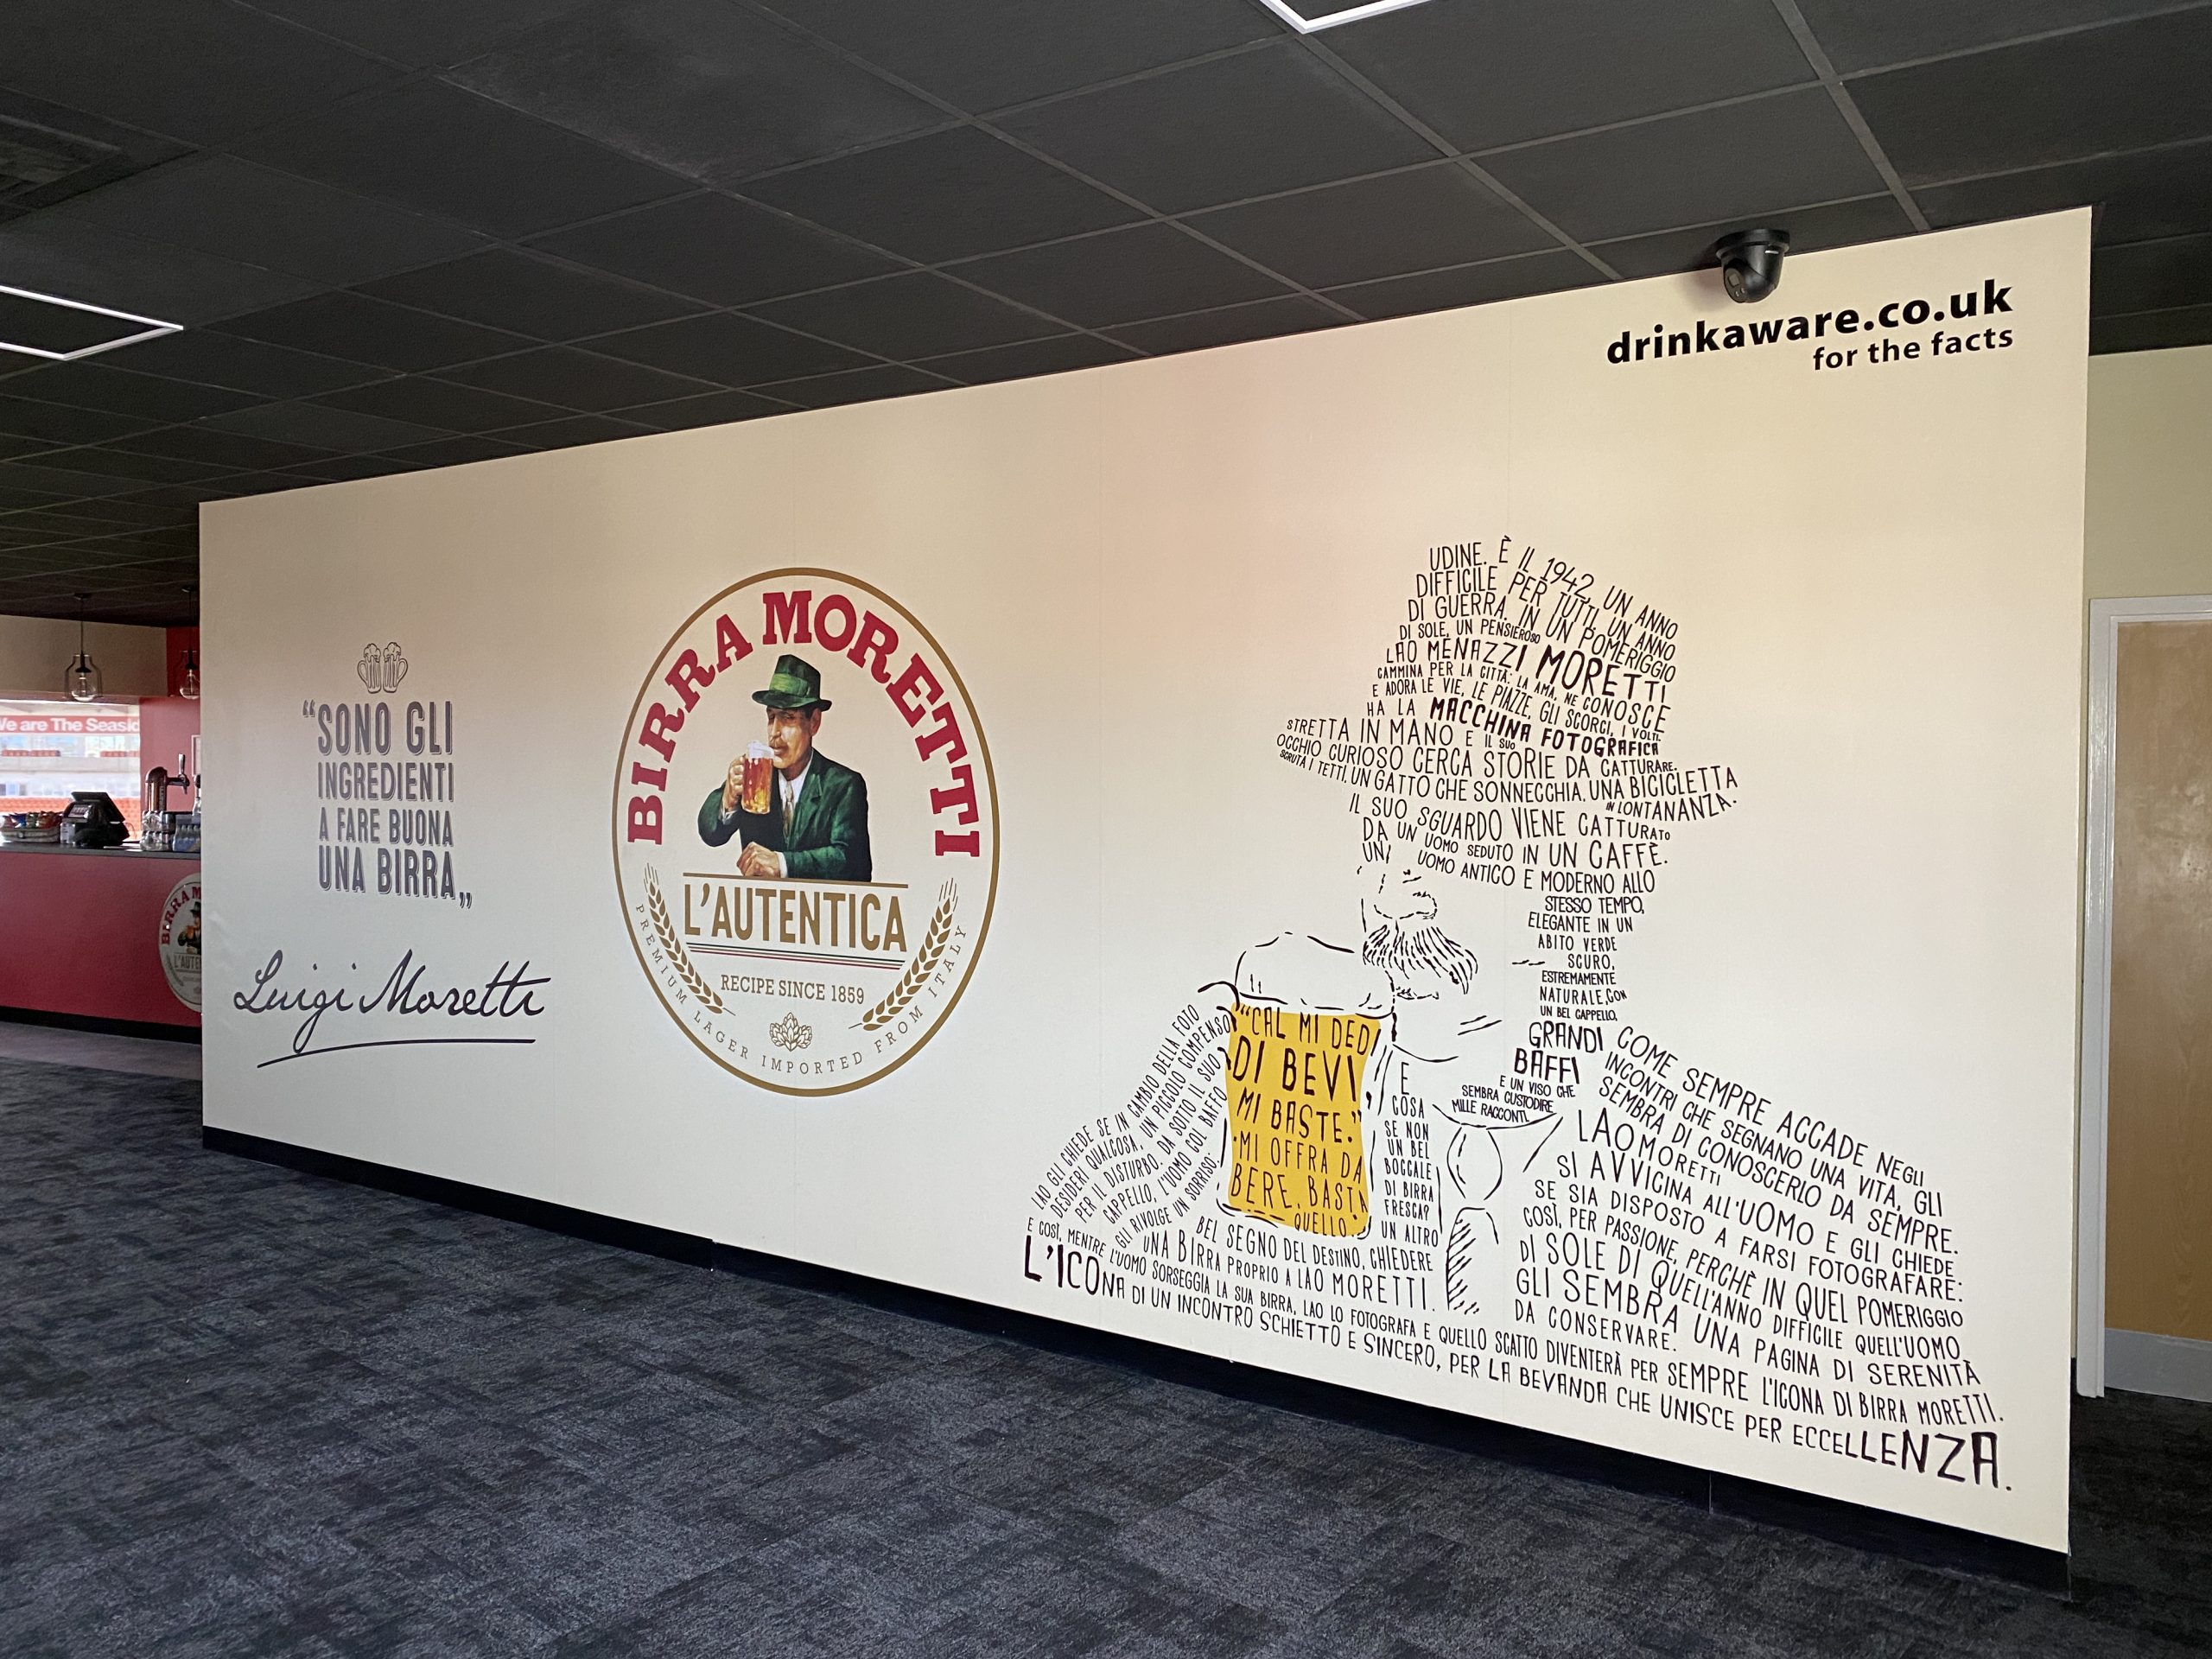 drinkaware.co.uk
for the facts
We are The Seasid
"SONO GLI
INGREDIENTI
A FARE BUONA
UNA BIRRA„
Luigi Moretti
BIRRA MORETTI
L'AUTENTICA
RECIPE SINCE 1859
PREMIUM LAGER IMPORTED FROM ITALY
UDINE. È IL 1942, UN ANNO
DIFFICILE PER TUTTI, UN ANNO
DI GUERRA. IN UN POMERIGGIO
DI SOLE, UN PENSIEROSO
LAO MENAZZI MORETTI
CAMMINA PER LA CITTÀ: LA AMA, NE CONOSCE
E ADORA LE VIE, LE PIAZZE, GLI SCORCI, I VOLTI.
HA LA MACCHINA FOTOGRAFICA
STRETTA IN MANO E IL SUO
OCCHIO CURIOSO CERCA STORIE DA CATTURARE.
SCRUTA I TETTI, UN GATTO CHE SONNECCHIA, UNA BICICLETTA
IN LONTANANZA.
IL SUO SGUARDO VIENE CATTURATO
DA UN UOMO SEDUTO IN UN CAFFÈ.
UN UOMO ANTICO E MODERNO ALLO
STESSO TEMPO,
ELEGANTE IN UN
ABITO VERDE
SCURO,
ESTREMAMENTE
NATURALE, CON
UN BEL CAPPELLO,
GRANDI
BAFFI
E UN VISO CHE
SEMBRA CUSTODIRE
MILLE RACCONTI.
COME SEMPRE ACCADE NEGLI
INCONTRI CHE SEGNANO UNA VITA, GLI
SEMBRA DI CONOSCERLO DA SEMPRE.
LAO MORETTI
SI AVVICINA ALL'UOMO E GLI CHIEDE
SE SIA DISPOSTO A FARSI FOTOGRAFARE:
COSÌ, PER PASSIONE, PERCHÈ IN QUEL POMERIGGIO
DI SOLE DI QUELL'ANNO DIFFICILE QUELL'UOMO
GLI SEMBRA UNA PAGINA DI SERENITÀ
DA CONSERVARE.
LAO GLI CHIEDE SE IN CAMBIO DELLA FOTO
DESIDERI QUALCOSA, UN PICCOLO COMPENSO
PER IL DISTURBO. DA SOTTO IL SUO
CAPPELLO, L'UOMO COL BAFFO
GLI RIVOLGE UN SORRISO:
"CAL MI DEDI
DI BEVI,
MI BASTE."
"MI OFFRA DA
BERE, BASTA
QUELLO."
E
COSA
SE NON
UN BEL
BOCCALE
DI BIRRA
FRESCA?
UN ALTRO
BEL SEGNO DEL DESTINO, CHIEDERE
UNA BIRRA PROPRIO A LAO MORETTI.
E COSÌ, MENTRE L'UOMO SORSEGGIA LA SUA BIRRA, LAO LO FOTOGRAFA E QUELLO SCATTO DIVENTERÀ PER SEMPRE L'ICONA DI BIRRA MORETTI.
L'ICONA DI UN INCONTRO SCHIETTO E SINCERO, PER LA BEVANDA CHE UNISCE PER ECCELLENZA.